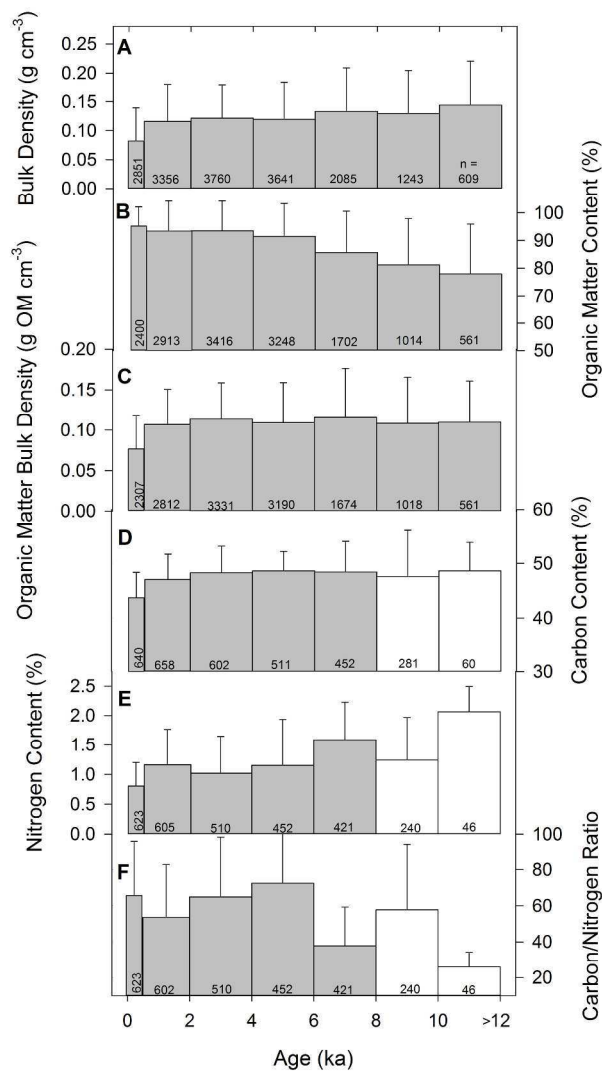 A
Bulk Density (g cm⁻³)
0.25
0.20
0.15
0.10
0.05
0.00
n =
2851 3356 3760 3641 2085 1243 609
B
Organic Matter Content (%)
100
90
80
70
60
50
2400 2913 3416 3248 1702 1014 561
C
Organic Matter Bulk Density (g OM cm⁻³)
0.20
0.15
0.10
0.05
0.00
2307 2812 3331 3190 1674 1018 561
D
Carbon Content (%)
60
50
40
30
640 658 602 511 452 281 60
E
Nitrogen Content (%)
2.5
2.0
1.5
1.0
0.5
0.0
623 605 510 452 421 240 46
F
Carbon/Nitrogen Ratio
100
80
60
40
20
623 602 510 452 421 240 46
0 2 4 6 8 10 >12
Age (ka)